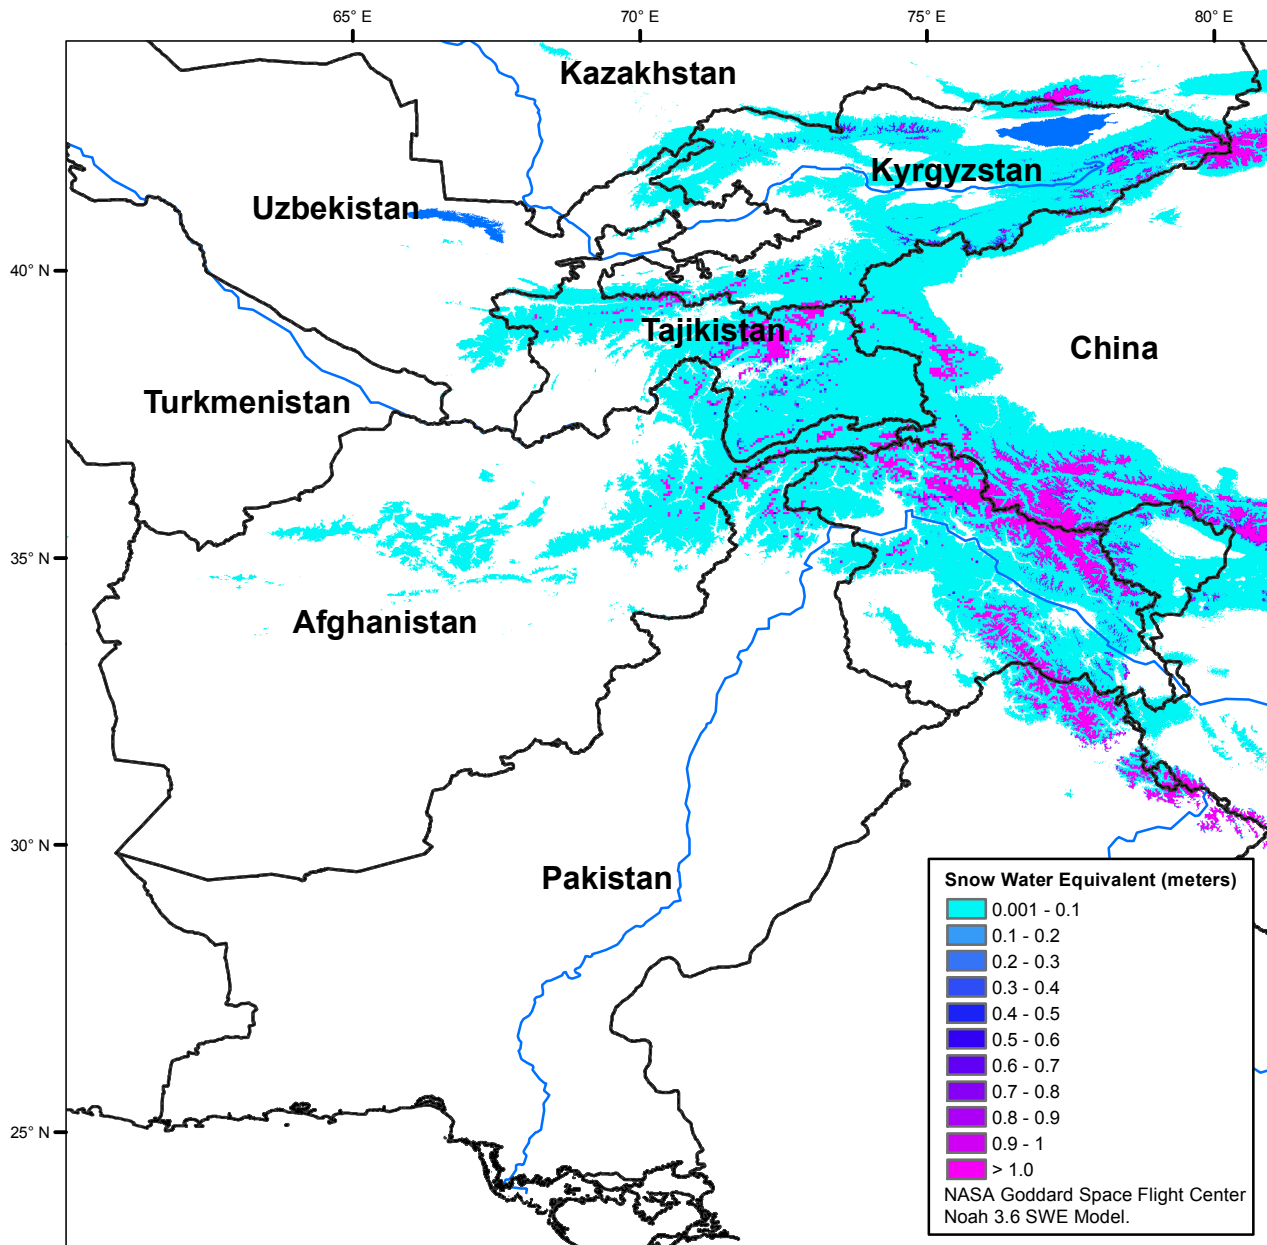 65° E
70° E
75° E
80° E
Kazakhstan
Kyrgyzstan
Uzbekistan
40° N
Tajikistan
China
Turkmenistan
35° N
Afghanistan
30° N
Pakistan
25° N
Snow Water Equivalent (meters)
0.001 - 0.1
0.1 - 0.2
0.2 - 0.3
0.3 - 0.4
0.4 - 0.5
0.5 - 0.6
0.6 - 0.7
0.7 - 0.8
0.8 - 0.9
0.9 - 1
> 1.0
NASA Goddard Space Flight Center
Noah 3.6 SWE Model.